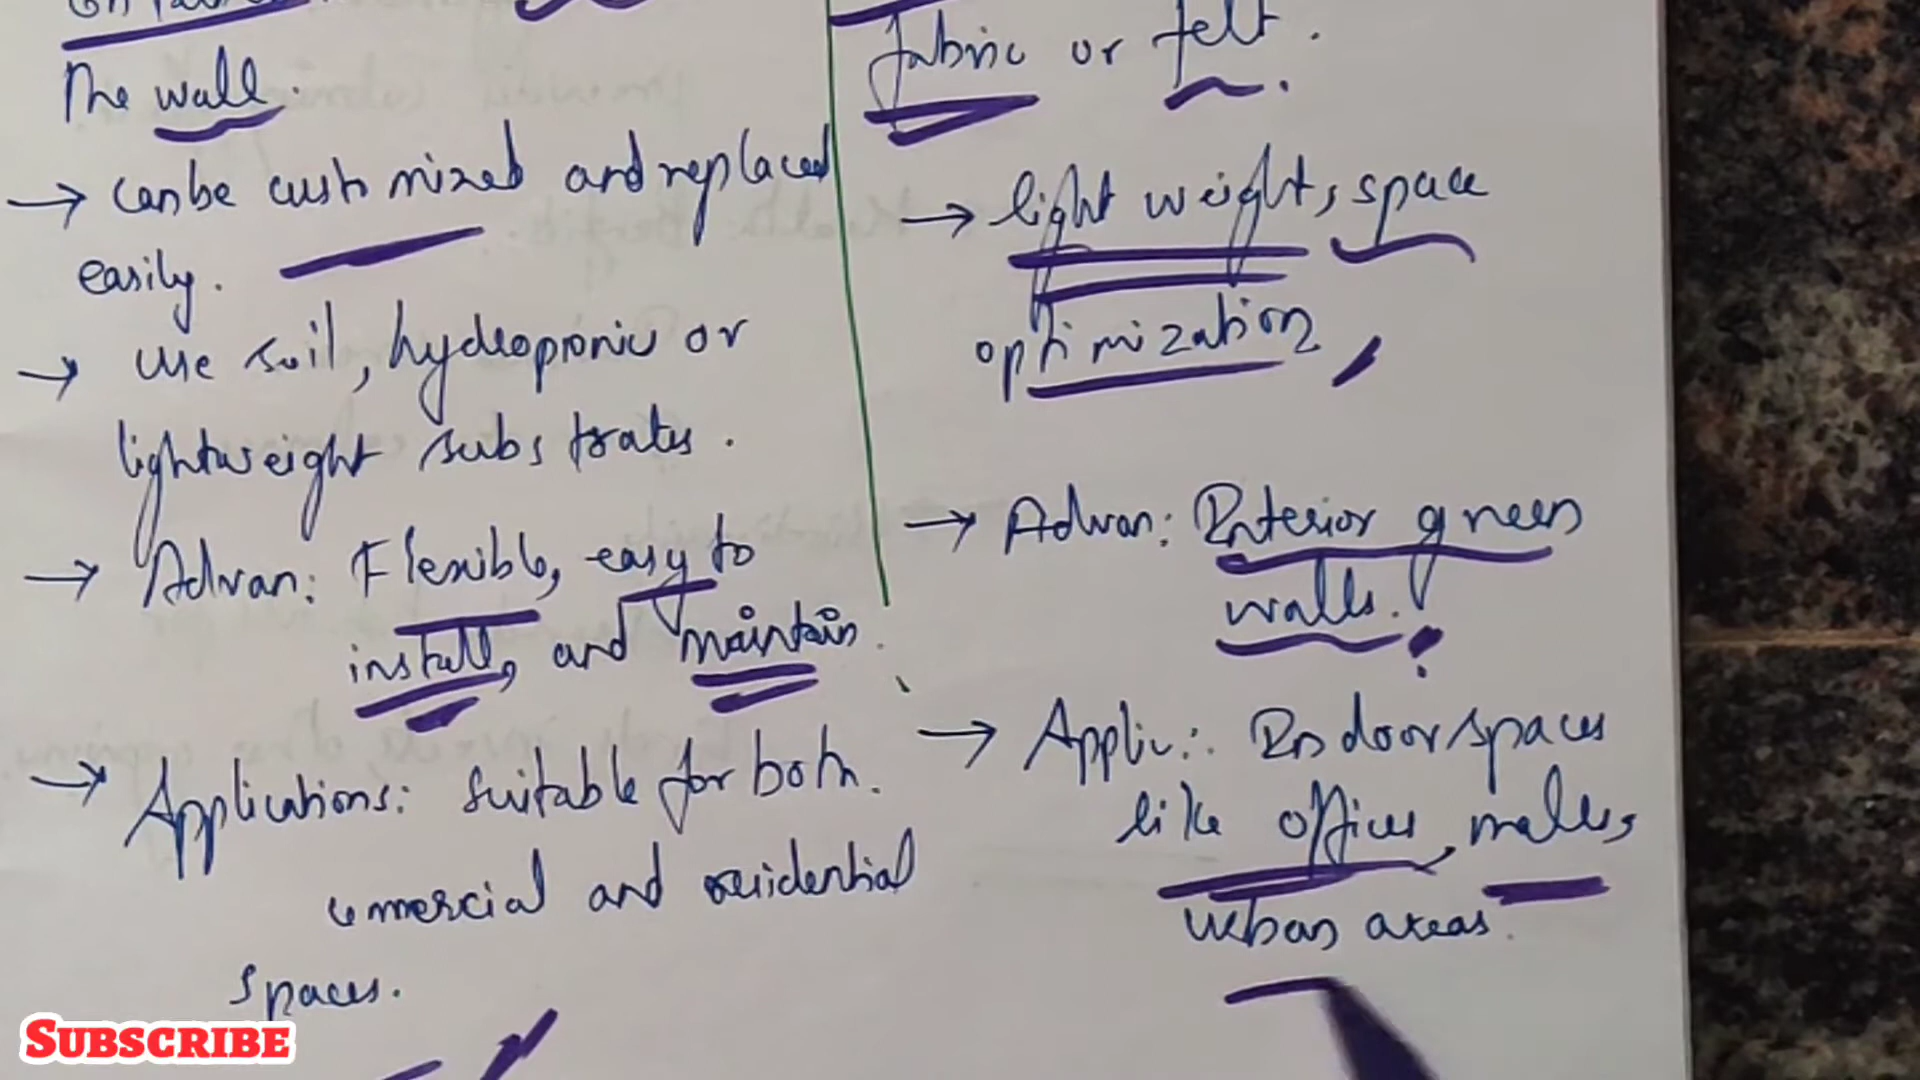 The wall.
→ can be customized and replaced
easily.
→ use soil, hydroponic or
lightweight substrates.
→ Advan: Flexible, easy to
install, and maintain.
→ Applications: suitable for both.
commercial and residential
spaces.
fabric or felt.
→ light weight, space
optimization
→ Advan: Interior green
walls.
→ Applic.: Indoor spaces
like offices, malls,
urban areas.
SUBSCRIBE